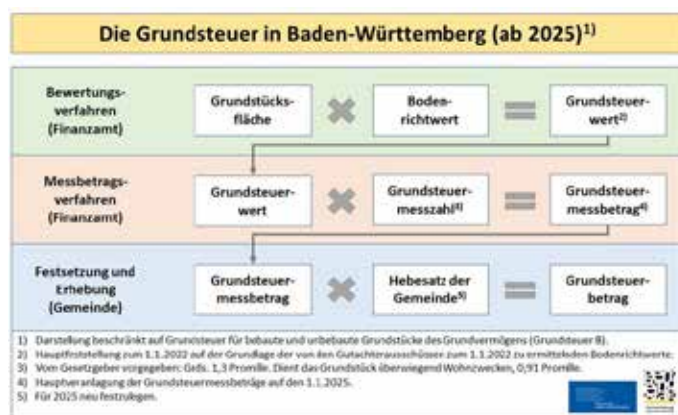 Die Grundsteuer in Baden-Württemberg (ab 2025)1)
Bewertungs-
verfahren
(Finanzamt)
Grundstücks-
fläche
Boden-
richtwert
Grundsteuer-
wert2)
Messbetrags-
verfahren
(Finanzamt)
Grundsteuer-
wert
Grundsteuer-
messzahl3)
Grundsteuer-
messbetrag4)
Festsetzung und
Erhebung
(Gemeinde)
Grundsteuer-
messbetrag
Hebesatz der
Gemeinde5)
Grundsteuer-
betrag
1) Darstellung beschränkt auf Grundsteuer für bebaute und unbebaute Grundstücke des Grundvermögens (Grundsteuer B).
2) Hauptfeststellung zum 1.1.2022 auf der Grundlage der von den Gutachterausschüssen zum 1.1.2022 zu ermittelnden Bodenrichtwerte.
3) Vom Gesetzgeber vorgegeben: Grds. 1,3 Promille. Dient das Grundstück überwiegend Wohnzwecken, 0,91 Promille.
4) Hauptveranlagung der Grundsteuermessbeträge auf den 1.1.2025.
5) Für 2025 neu festzulegen.